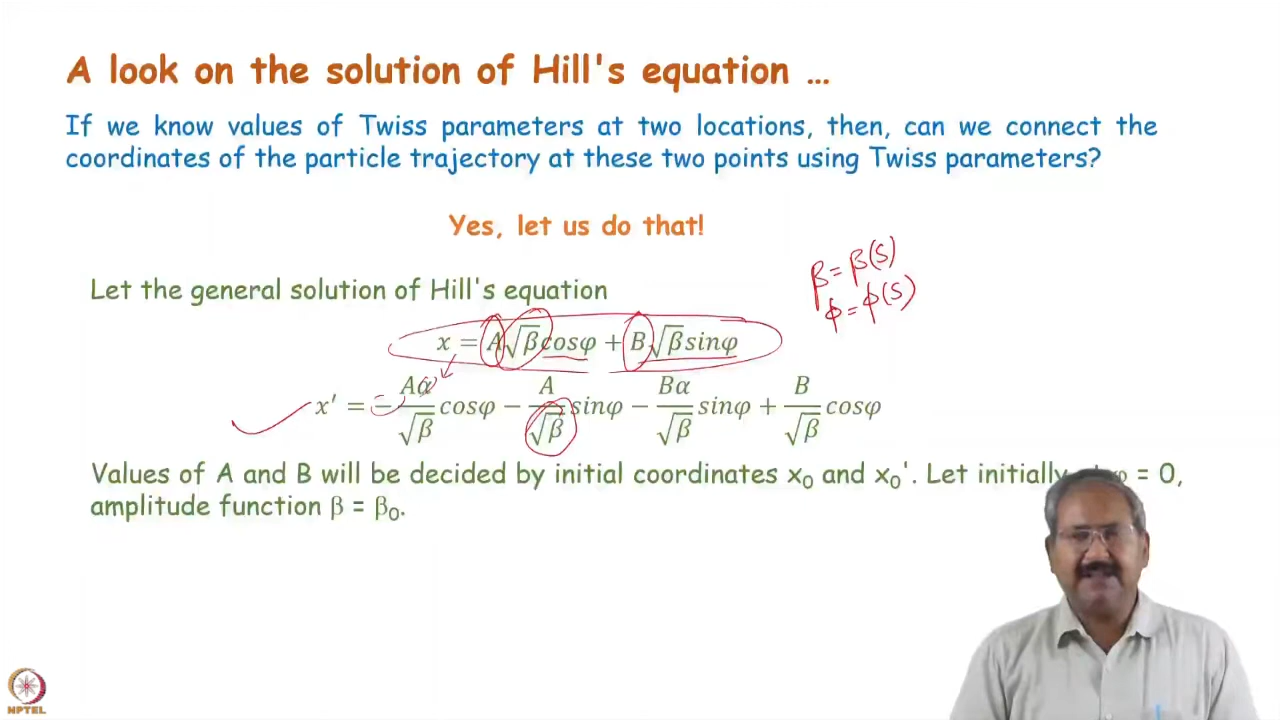 A look on the solution of Hill's equation ...
If we know values of Twiss parameters at two locations, then, can we connect the
coordinates of the particle trajectory at these two points using Twiss parameters?
Yes, let us do that!
β = β(S)
Let the general solution of Hill's equation
φ = φ(S)
x = A√β cosφ + B√β sinφ
x' = − Aα/√β cosφ − A/√β sinφ − Bα/√β sinφ + B/√β cosφ
Values of A and B will be decided by initial coordinates x₀ and x₀'. Let initially φ = 0,
amplitude function β = β₀.
NPTEL